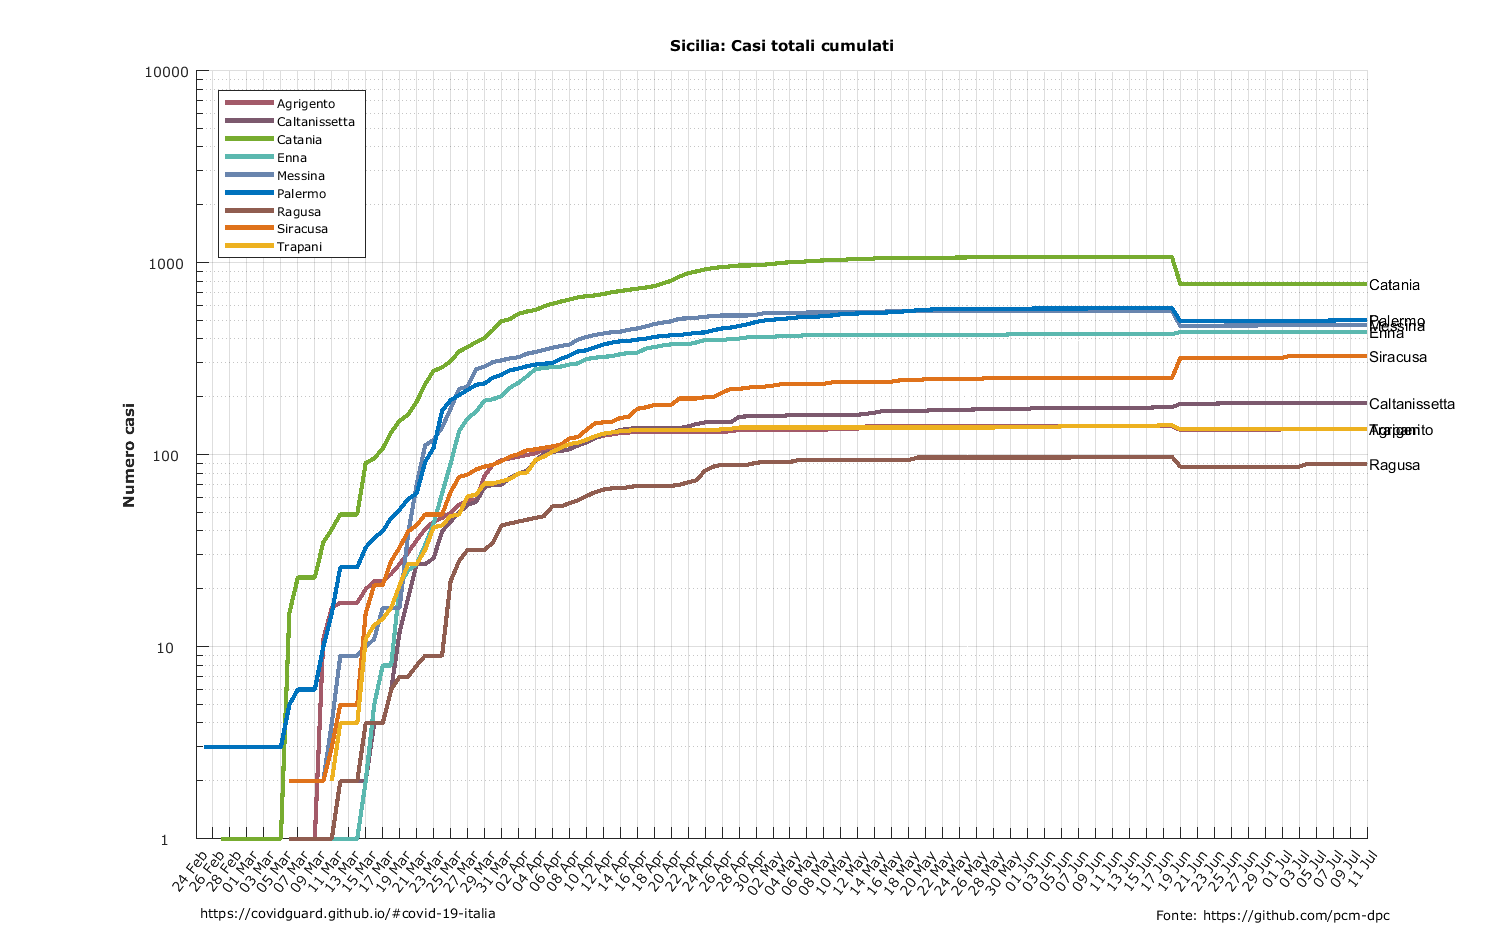 Sicilia: Casi totali cumulati
Numero casi
10000
1000
100
10
1
Agrigento
Caltanissetta
Catania
Enna
Messina
Palermo
Ragusa
Siracusa
Trapani
Catania
Palermo
Messina
Enna
Siracusa
Caltanissetta
Trapani
Agrigento
Ragusa
24 Feb
26 Feb
28 Feb
01 Mar
03 Mar
05 Mar
07 Mar
09 Mar
11 Mar
13 Mar
15 Mar
17 Mar
19 Mar
21 Mar
23 Mar
25 Mar
27 Mar
29 Mar
31 Mar
02 Apr
04 Apr
06 Apr
08 Apr
10 Apr
12 Apr
14 Apr
16 Apr
18 Apr
20 Apr
22 Apr
24 Apr
26 Apr
28 Apr
30 Apr
02 May
04 May
06 May
08 May
10 May
12 May
14 May
16 May
18 May
20 May
22 May
24 May
26 May
28 May
30 May
01 Jun
03 Jun
05 Jun
07 Jun
09 Jun
11 Jun
13 Jun
15 Jun
17 Jun
19 Jun
21 Jun
23 Jun
25 Jun
27 Jun
29 Jun
01 Jul
03 Jul
05 Jul
07 Jul
09 Jul
11 Jul
https://covidguard.github.io/#covid-19-italia
Fonte: https://github.com/pcm-dpc